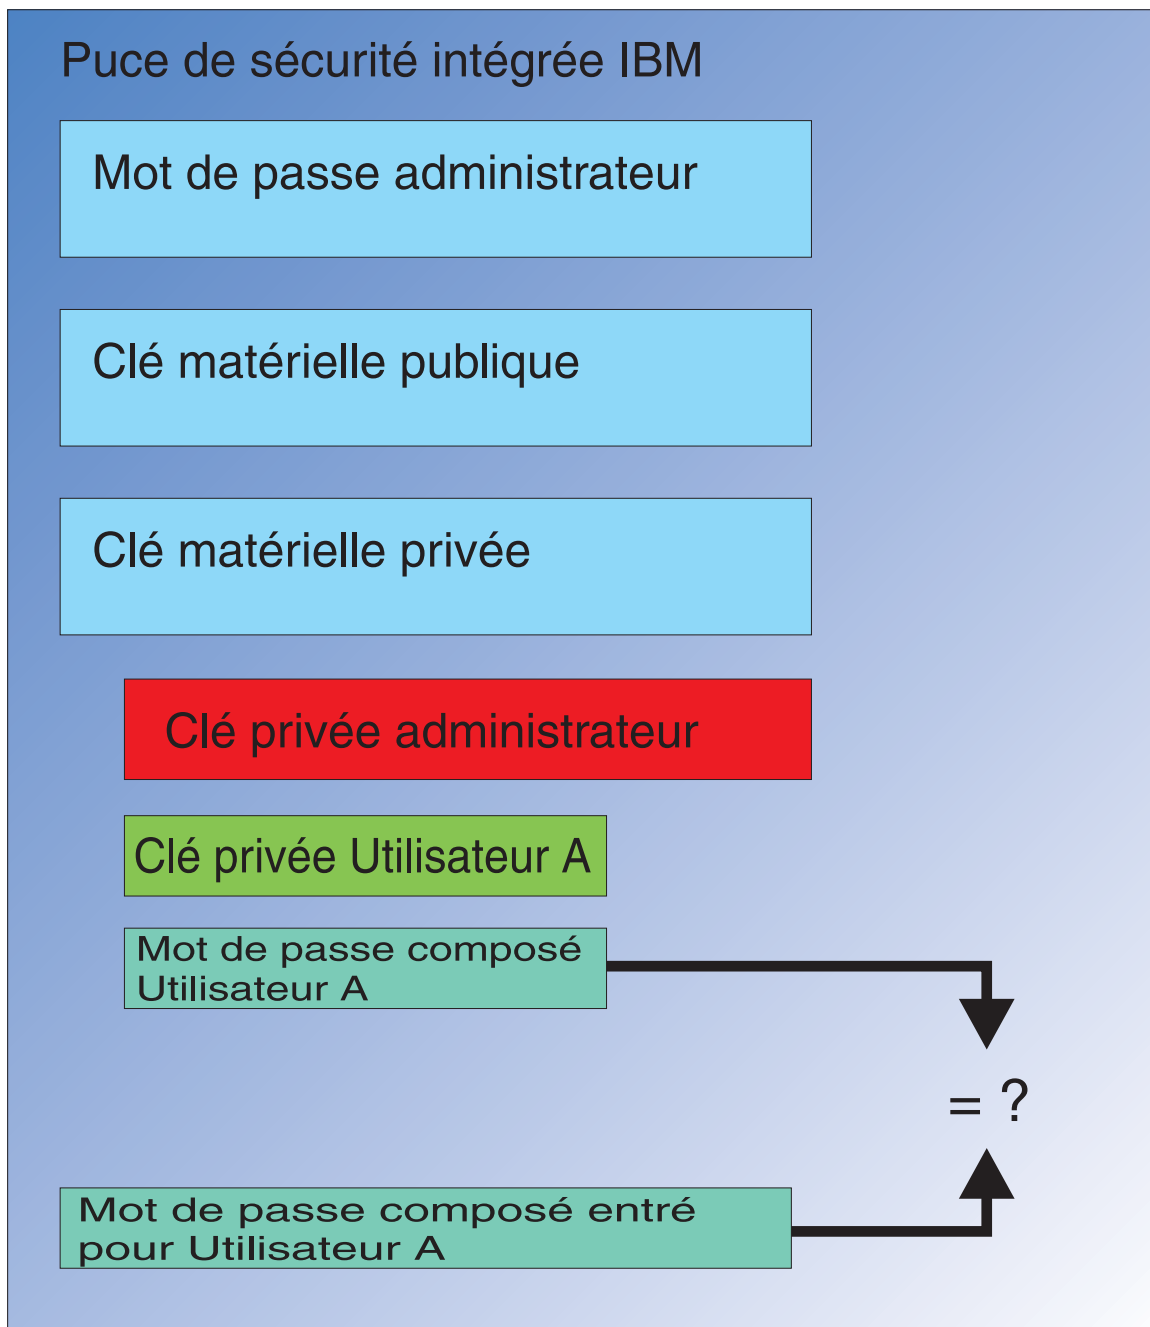 Puce de sécurité intégrée IBM
Mot de passe administrateur
Clé matérielle publique
Clé matérielle privée
Clé privée administrateur
Clé privée Utilisateur A
Mot de passe composé
Utilisateur A
= ?
Mot de passe composé entré
pour Utilisateur A